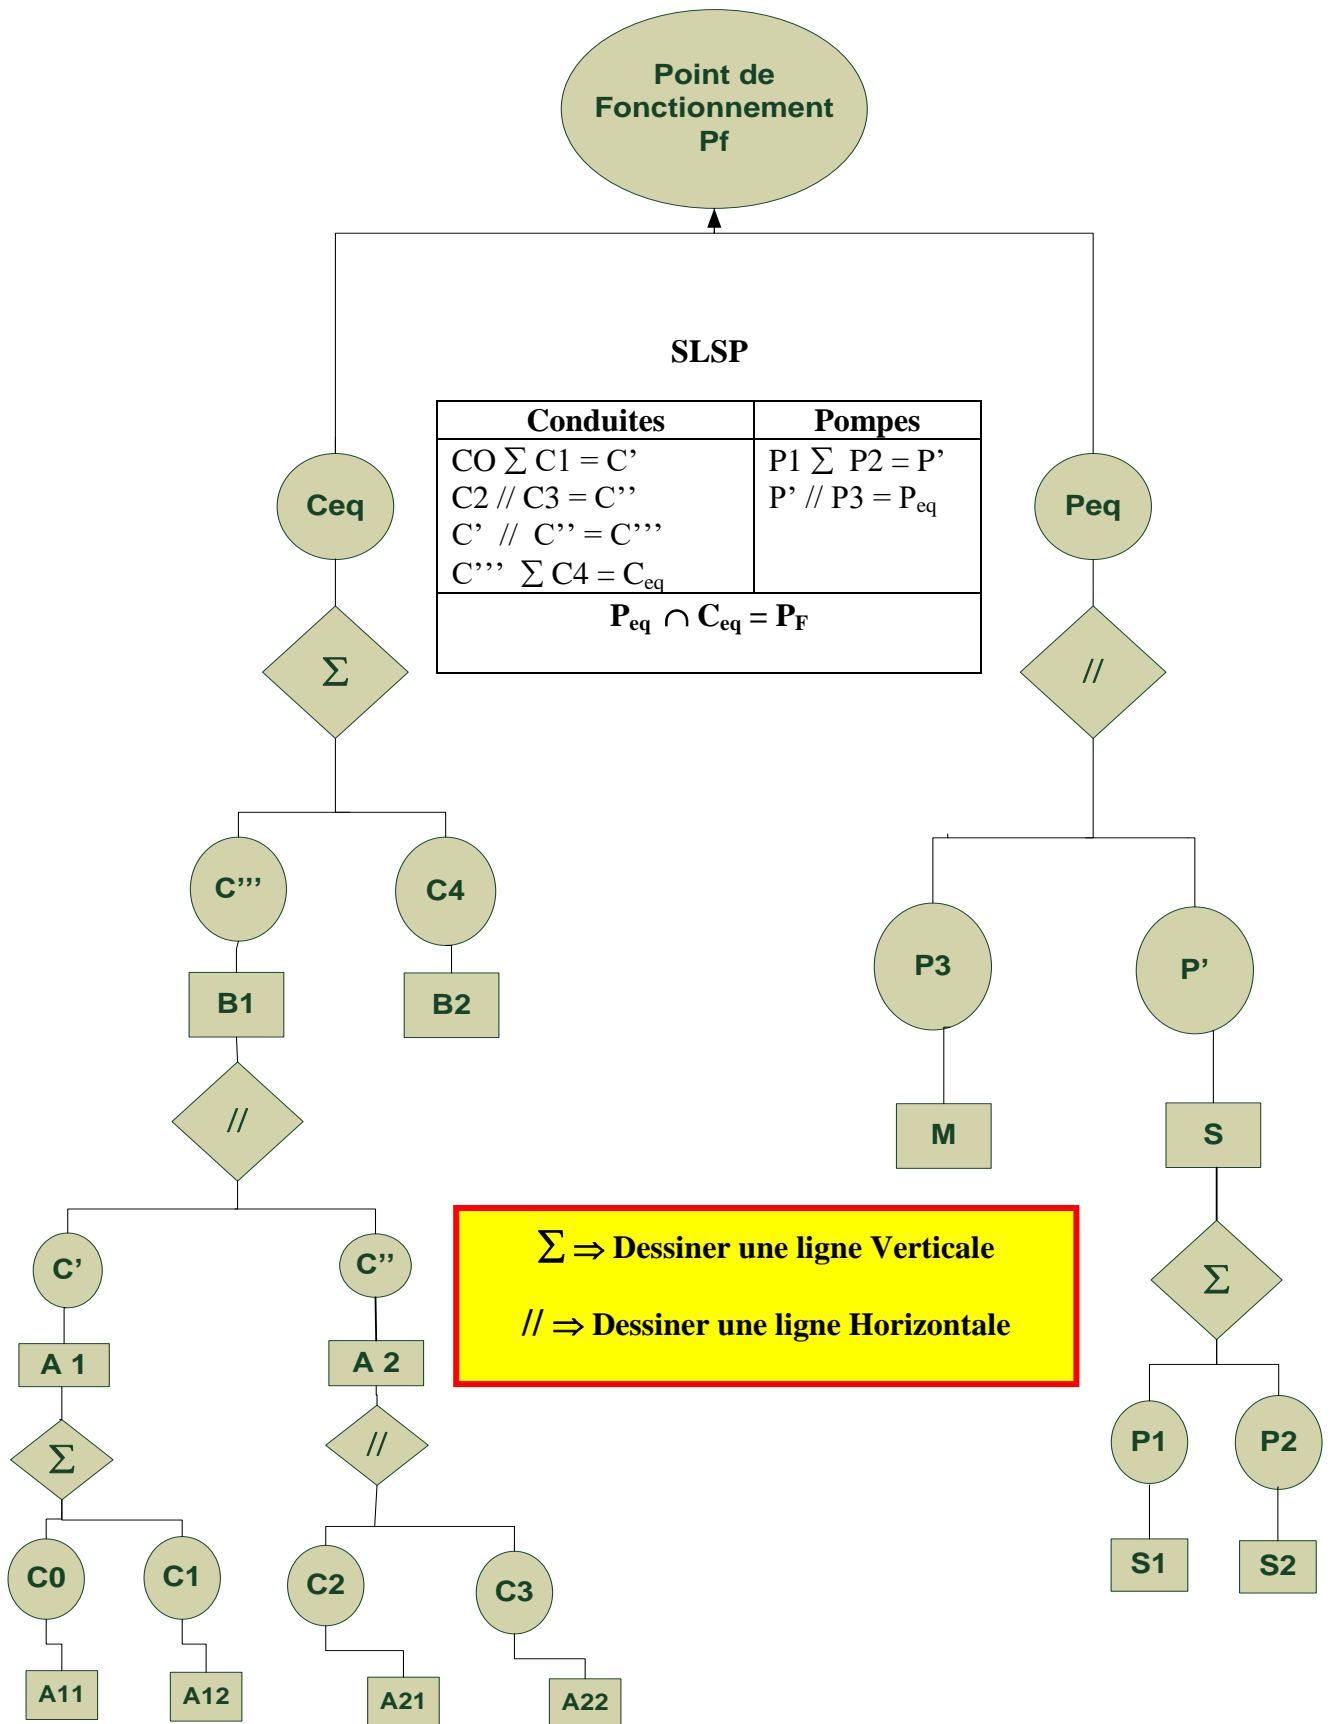 Point de
Fonctionnement
Pf
SLSP
Conduites Pompes
CO ∑ C1 = C’ P1 ∑ P2 = P’
C2 // C3 = C’’ P’ // P3 = Peq
C’ // C’’ = C’’’
C’’’ ∑ C4 = Ceq
Peq ∩ Ceq = PF
Ceq Peq
Σ //
C’’’ C4 P3 P’
B1 B2
// M S
C’ C’’
∑ ⇒ Dessiner une ligne Verticale
// ⇒ Dessiner une ligne Horizontale
Σ
A 1 A 2
Σ // P1 P2
C0 C1 C2 C3 S1 S2
A11 A12 A21 A22